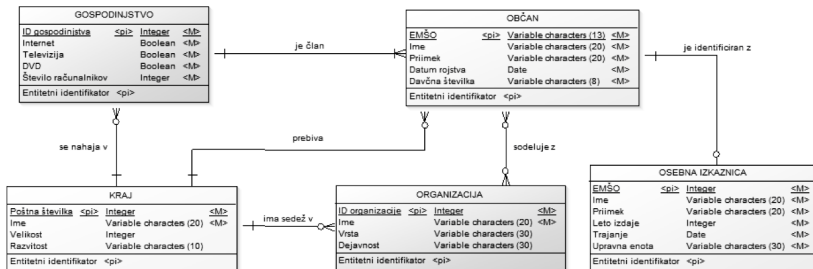 GOSPODINJSTVO
ID gospodinjstva <pi> Integer <M>
Internet Boolean <M>
Televizija Boolean <M>
DVD Boolean <M>
Število računalnikov Integer <M>
Entitetni identifikator <pi>
je član
OBČAN
EMŠO <pi> Variable characters (13) <M>
Ime Variable characters (20) <M>
Priimek Variable characters (20) <M>
Datum rojstva Date <M>
Davčna številka Variable characters (8) <M>
Entitetni identifikator <pi>
je identificiran z
se nahaja v
prebiva
sodeluje z
KRAJ
Poštna številka <pi> Integer <M>
Ime Variable characters (20) <M>
Velikost Integer
Razvitost Variable characters (10)
Entitetni identifikator <pi>
ima sedež v
ORGANIZACIJA
ID organizacije <pi> Integer <M>
Ime Variable characters (20) <M>
Vrsta Variable characters (30)
Dejavnost Variable characters (30)
Entitetni identifikator <pi>
OSEBNA IZKAZNICA
EMŠO <pi> Integer <M>
Ime Variable characters (20) <M>
Priimek Variable characters (20) <M>
Leto izdaje Integer <M>
Trajanje Date <M>
Upravna enota Variable characters (30) <M>
Entitetni identifikator <pi>